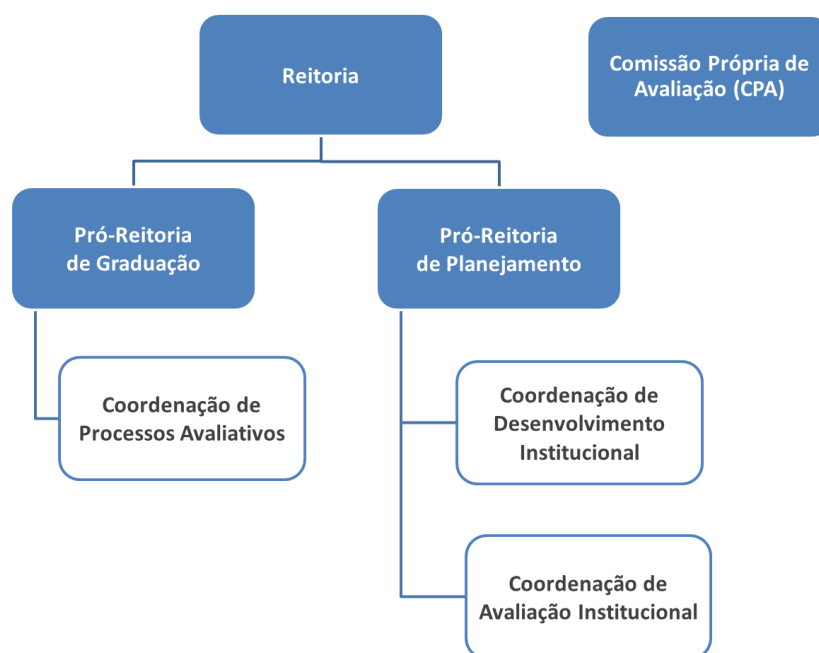 Reitoria
Comissão Própria de
Avaliação (CPA)
Pró-Reitoria
de Graduação
Pró-Reitoria
de Planejamento
Coordenação de
Processos Avaliativos
Coordenação de
Desenvolvimento
Institucional
Coordenação de
Avaliação Institucional